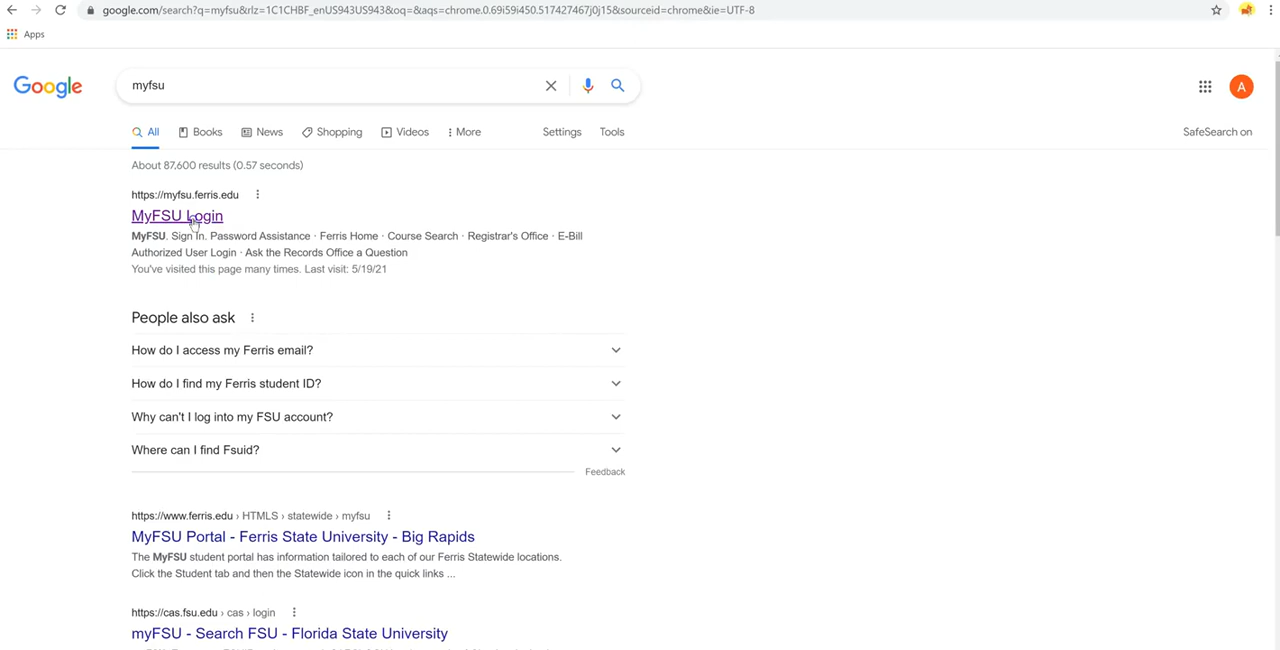 google.com/search?q=myfsu&rlz=1C1CHBF_enUS943US943&oq=&aqs=chrome.0.69i59i450.517427467j0j15&sourceid=chrome&ie=UTF-8
Apps
Google
myfsu
A
All Books News Shopping Videos More Settings Tools SafeSearch on
About 87,600 results (0.57 seconds)
https://myfsu.ferris.edu
MyFSU Login
MyFSU. Sign In. Password Assistance · Ferris Home · Course Search · Registrar's Office · E-Bill
Authorized User Login · Ask the Records Office a Question
You've visited this page many times. Last visit: 5/19/21
People also ask
How do I access my Ferris email?
How do I find my Ferris student ID?
Why can't I log into my FSU account?
Where can I find Fsuid?
Feedback
https://www.ferris.edu › HTMLS › statewide › myfsu
MyFSU Portal - Ferris State University - Big Rapids
The MyFSU student portal has information tailored to each of our Ferris Statewide locations.
Click the Student tab and then the Statewide icon in the quick links ...
https://cas.fsu.edu › cas › login
myFSU - Search FSU - Florida State University